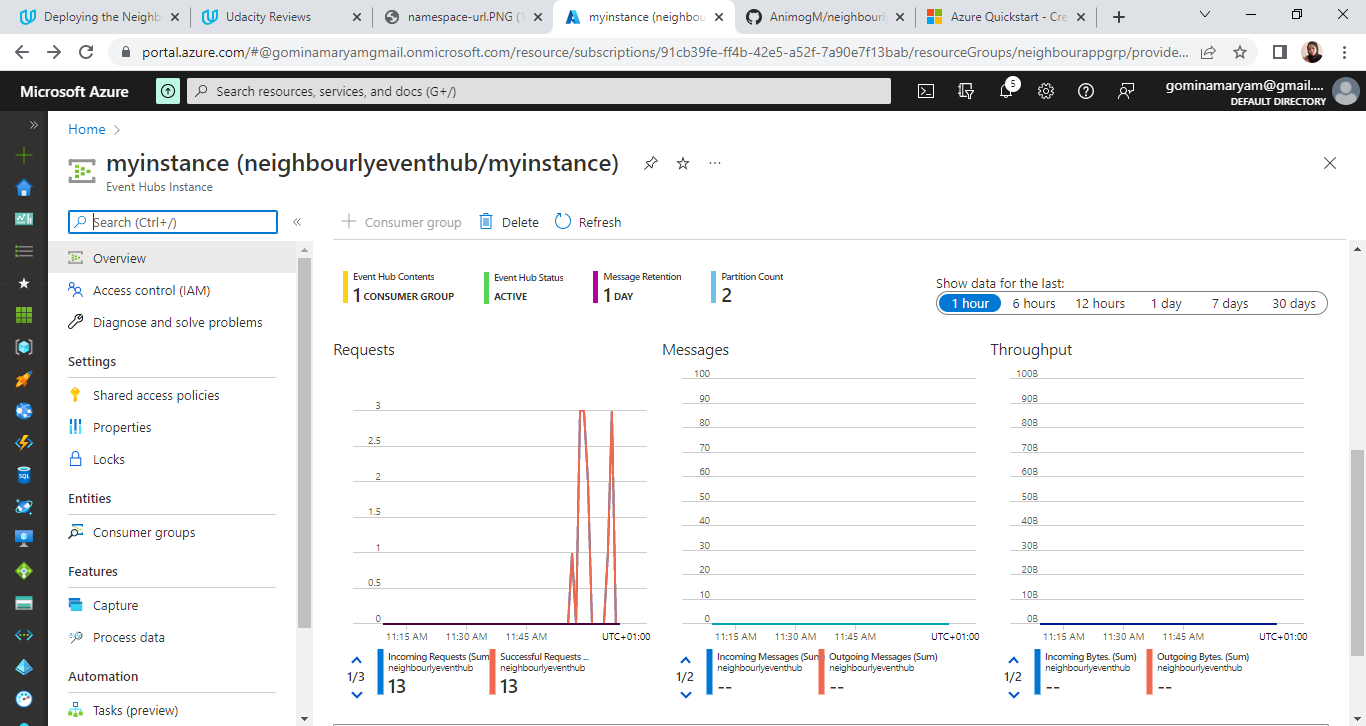 Deploying the Neighb
Udacity Reviews
namespace-url.PNG (1
myinstance (neighbou
AnimogM/neighbourl
Azure Quickstart - Cre
portal.azure.com/#@gominamaryamgmail.onmicrosoft.com/resource/subscriptions/91cb39fe-ff4b-42e5-a52f-7a90e7f13bab/resourceGroups/neighbourappgrp/provide...
Microsoft Azure
Search resources, services, and docs (G+/)
5
gominamaryam@gmail....
DEFAULT DIRECTORY
Home
myinstance (neighbourlyeventhub/myinstance)
Event Hubs Instance
Search (Ctrl+/)
Consumer group
Delete
Refresh
Overview
Access control (IAM)
Diagnose and solve problems
Settings
Shared access policies
Properties
Locks
Entities
Consumer groups
Features
Capture
Process data
Automation
Tasks (preview)
SQL
Event Hub Contents
1 CONSUMER GROUP
Event Hub Status
ACTIVE
Message Retention
1 DAY
Partition Count
2
Show data for the last:
1 hour 6 hours 12 hours 1 day 7 days 30 days
Requests
3
2.5
2
1.5
1
0.5
0
11:15 AM 11:30 AM 11:45 AM UTC+01:00
1/3
Incoming Requests (Sum)
neighbourlyeventhub
13
Successful Requests ...
neighbourlyeventhub
13
Messages
100
90
80
70
60
50
40
30
20
10
0
11:15 AM 11:30 AM 11:45 AM UTC+01:00
1/2
Incoming Messages (Sum)
neighbourlyeventhub
--
Outgoing Messages (Sum)
neighbourlyeventhub
--
Throughput
100B
90B
80B
70B
60B
50B
40B
30B
20B
10B
0B
11:15 AM 11:30 AM 11:45 AM UTC+01:00
1/2
Incoming Bytes. (Sum)
neighbourlyeventhub
--
Outgoing Bytes. (Sum)
neighbourlyeventhub
--